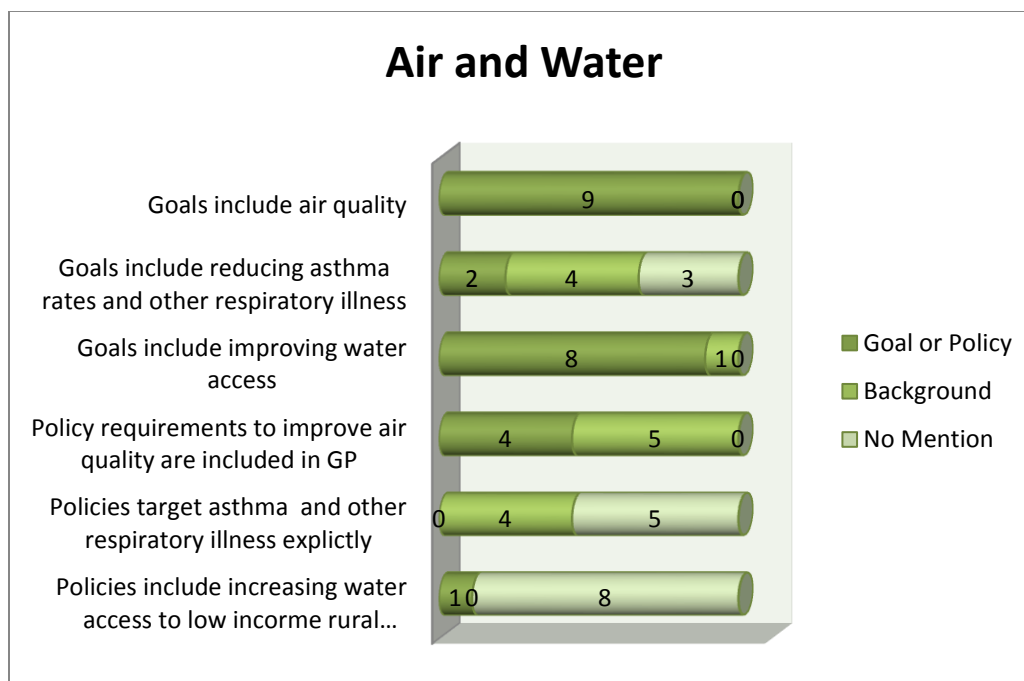 Air and Water
Goals include air quality
9 0
Goals include reducing asthma
rates and other respiratory illness
2 4 3
Goals include improving water
access
8 1 0
Policy requirements to improve air
quality are included in GP
4 5 0
Policies target asthma  and other
respiratory illness explictly
0 4 5
Policies include increasing water
access to low incorme rural...
1 0 8
Goal or Policy
Background
No Mention